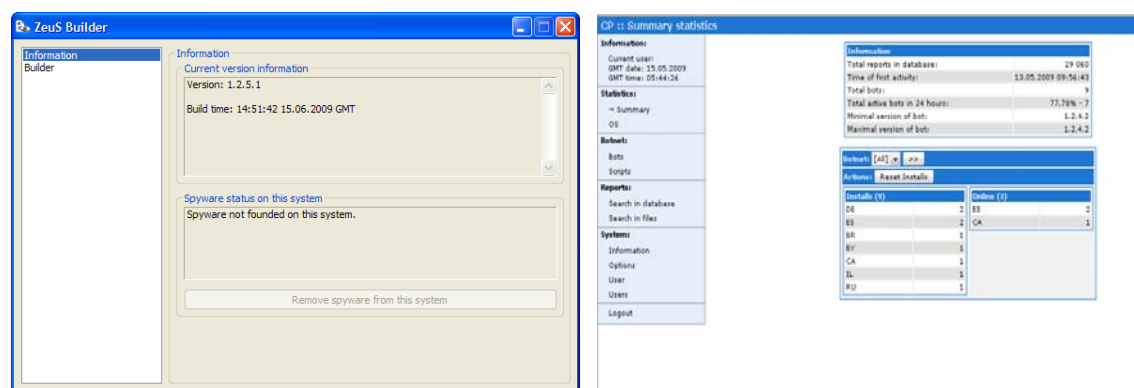 ZeuS Builder
Information
Builder
Information
Current version information
Version: 1.2.5.1
Build time: 14:51:42 15.06.2009 GMT
Spyware status on this system
Spyware not founded on this system.
Remove spyware from this system
CP :: Summary statistics
Information:
Current user:
GMT date: 15.05.2009
GMT time: 05:44:26
Statistics:
→ Summary
OS
Botnet:
Bots
Scripts
Reports:
Search in database
Search in files
System:
Information
Options
User
Users
Logout
Information
Total reports in database: 29 060
Time of first activity: 13.05.2009 09:56:43
Total bots: 9
Total active bots in 24 hours: 77.78% - 7
Minimal version of bot: 1.2.4.2
Maximal version of bot: 1.2.4.2
Botnet: [All] >>
Actions: Reset Installs
Installs (9)
DE 2
ES 2
BR 1
BY 1
CA 1
IL 1
RU 1
Online (3)
ES 2
CA 1